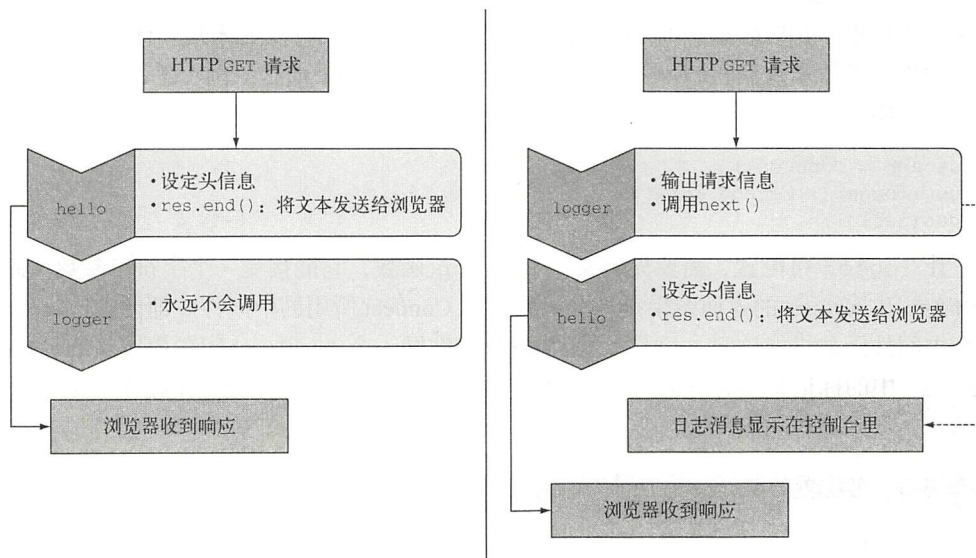 HTTP GET 请求
hello
·设定头信息
·res.end()：将文本发送给浏览器
logger
·永远不会调用
浏览器收到响应
HTTP GET 请求
logger
·输出请求信息
·调用next()
hello
·设定头信息
·res.end()：将文本发送给浏览器
日志消息显示在控制台里
浏览器收到响应